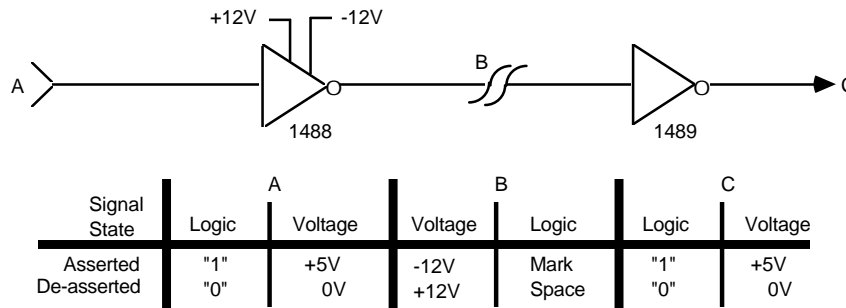 +12V -12V
A B C
1488 1489
A B C
Signal State Logic Voltage Voltage Logic Logic Voltage
Asserted "1" +5V -12V Mark "1" +5V
De-asserted "0" 0V +12V Space "0" 0V